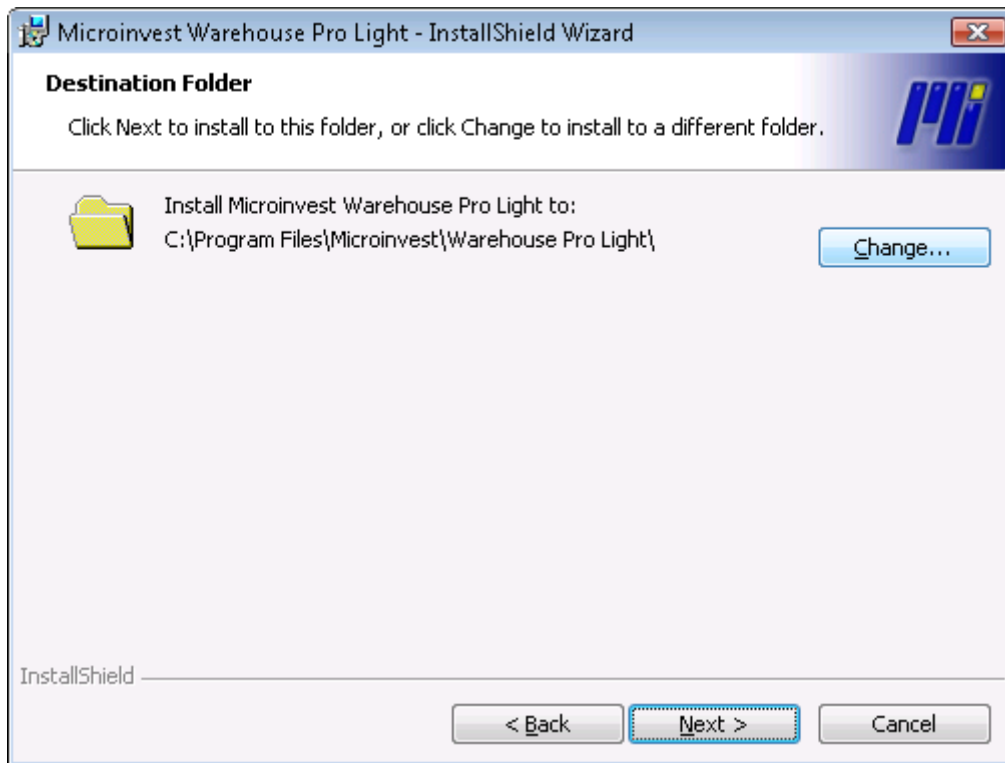 Microinvest Warehouse Pro Light - InstallShield Wizard
Destination Folder
Click Next to install to this folder, or click Change to install to a different folder.
Mi
Install Microinvest Warehouse Pro Light to:
C:\Program Files\Microinvest\Warehouse Pro Light\
Change...
InstallShield
< Back
Next >
Cancel